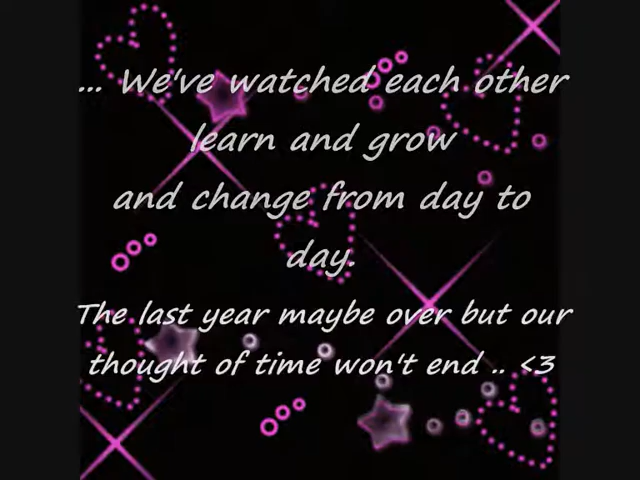 ... We've watched each other
learn and grow
and change from day to
day.
The last year maybe over but our
thought of time won't end .. <3